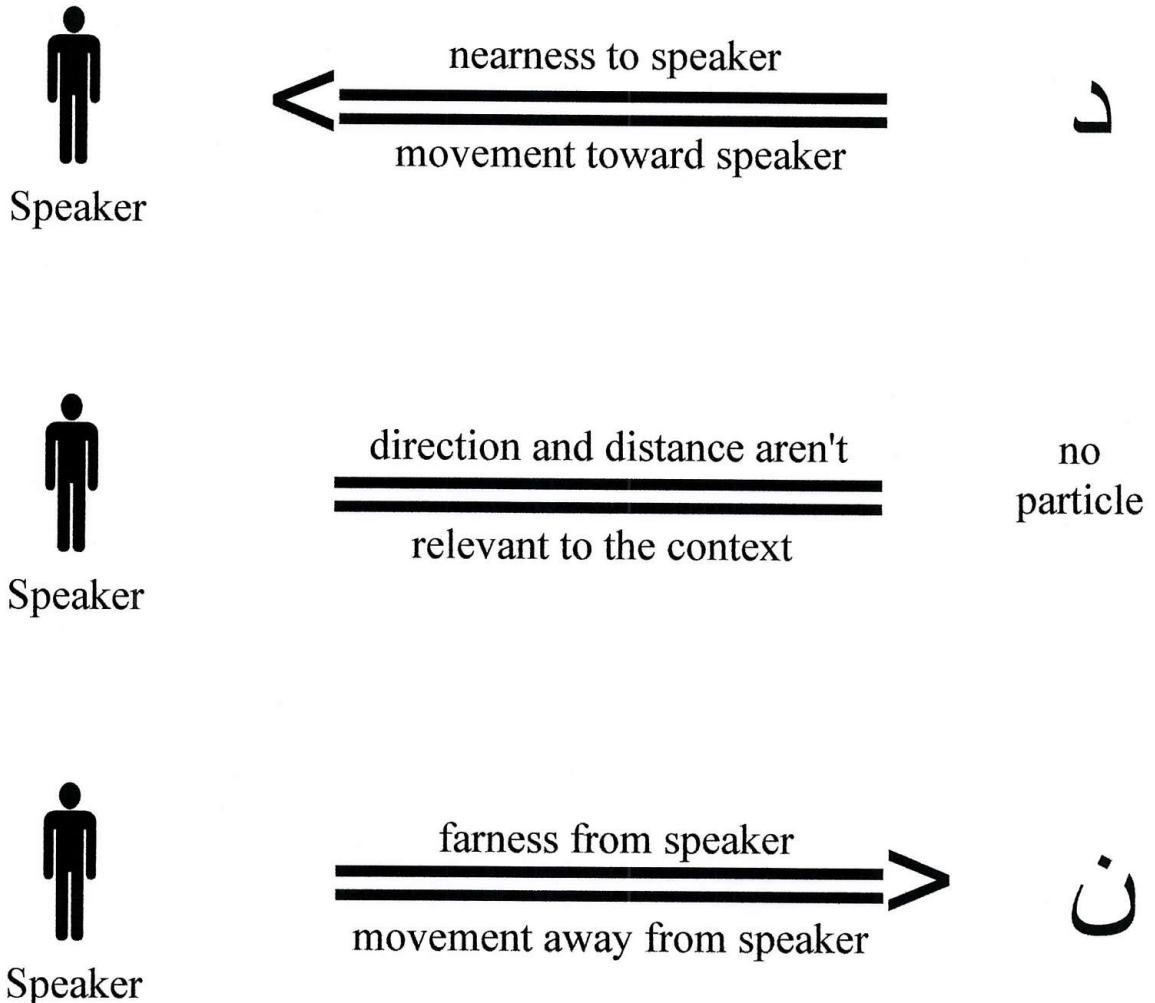 nearness to speaker
د
movement toward speaker
Speaker
direction and distance aren't
no
particle
relevant to the context
Speaker
farness from speaker
ن
movement away from speaker
Speaker